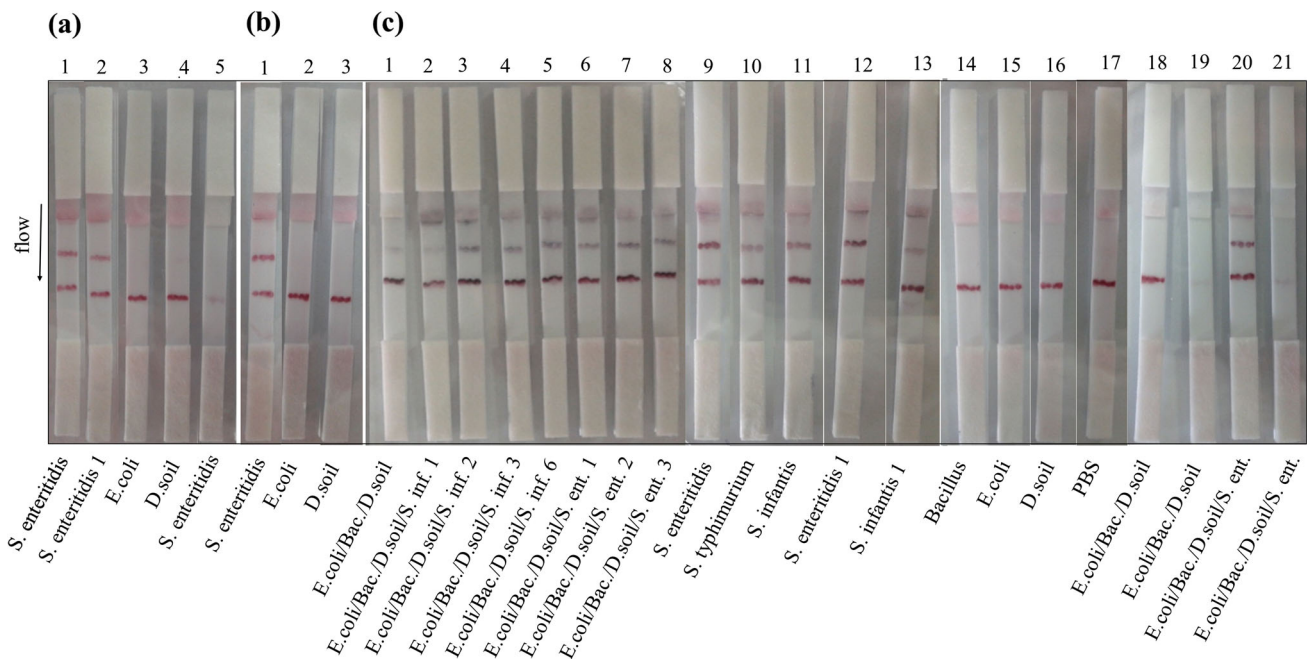 (a) (b) (c)
1 2 3 4 5 1 2 3 1 2 3 4 5 6 7 8 9 10 11 12 13 14 15 16 17 18 19 20 21
flow
S. enteritidis
S. enteritidis 1
E.coli
D.soil
S. enteritidis
S. enteritidis
E.coli
D.soil
E.coli/Bac./D.soil
E.coli/Bac./D.soil/S. inf. 1
E.coli/Bac./D.soil/S. inf. 2
E.coli/Bac./D.soil/S. inf. 3
E.coli/Bac./D.soil/S. inf. 6
E.coli/Bac./D.soil/S. ent. 1
E.coli/Bac./D.soil/S. ent. 2
E.coli/Bac./D.soil/S. ent. 3
S. enteritidis
S. typhimurium
S. infantis
S. enteritidis 1
S. infantis 1
Bacillus
E.coli
D.soil
PBS
E.coli/Bac./D.soil
E.coli/Bac./D.soil
E.coli/Bac./D.soil/S. ent.
E.coli/Bac./D.soil/S. ent.